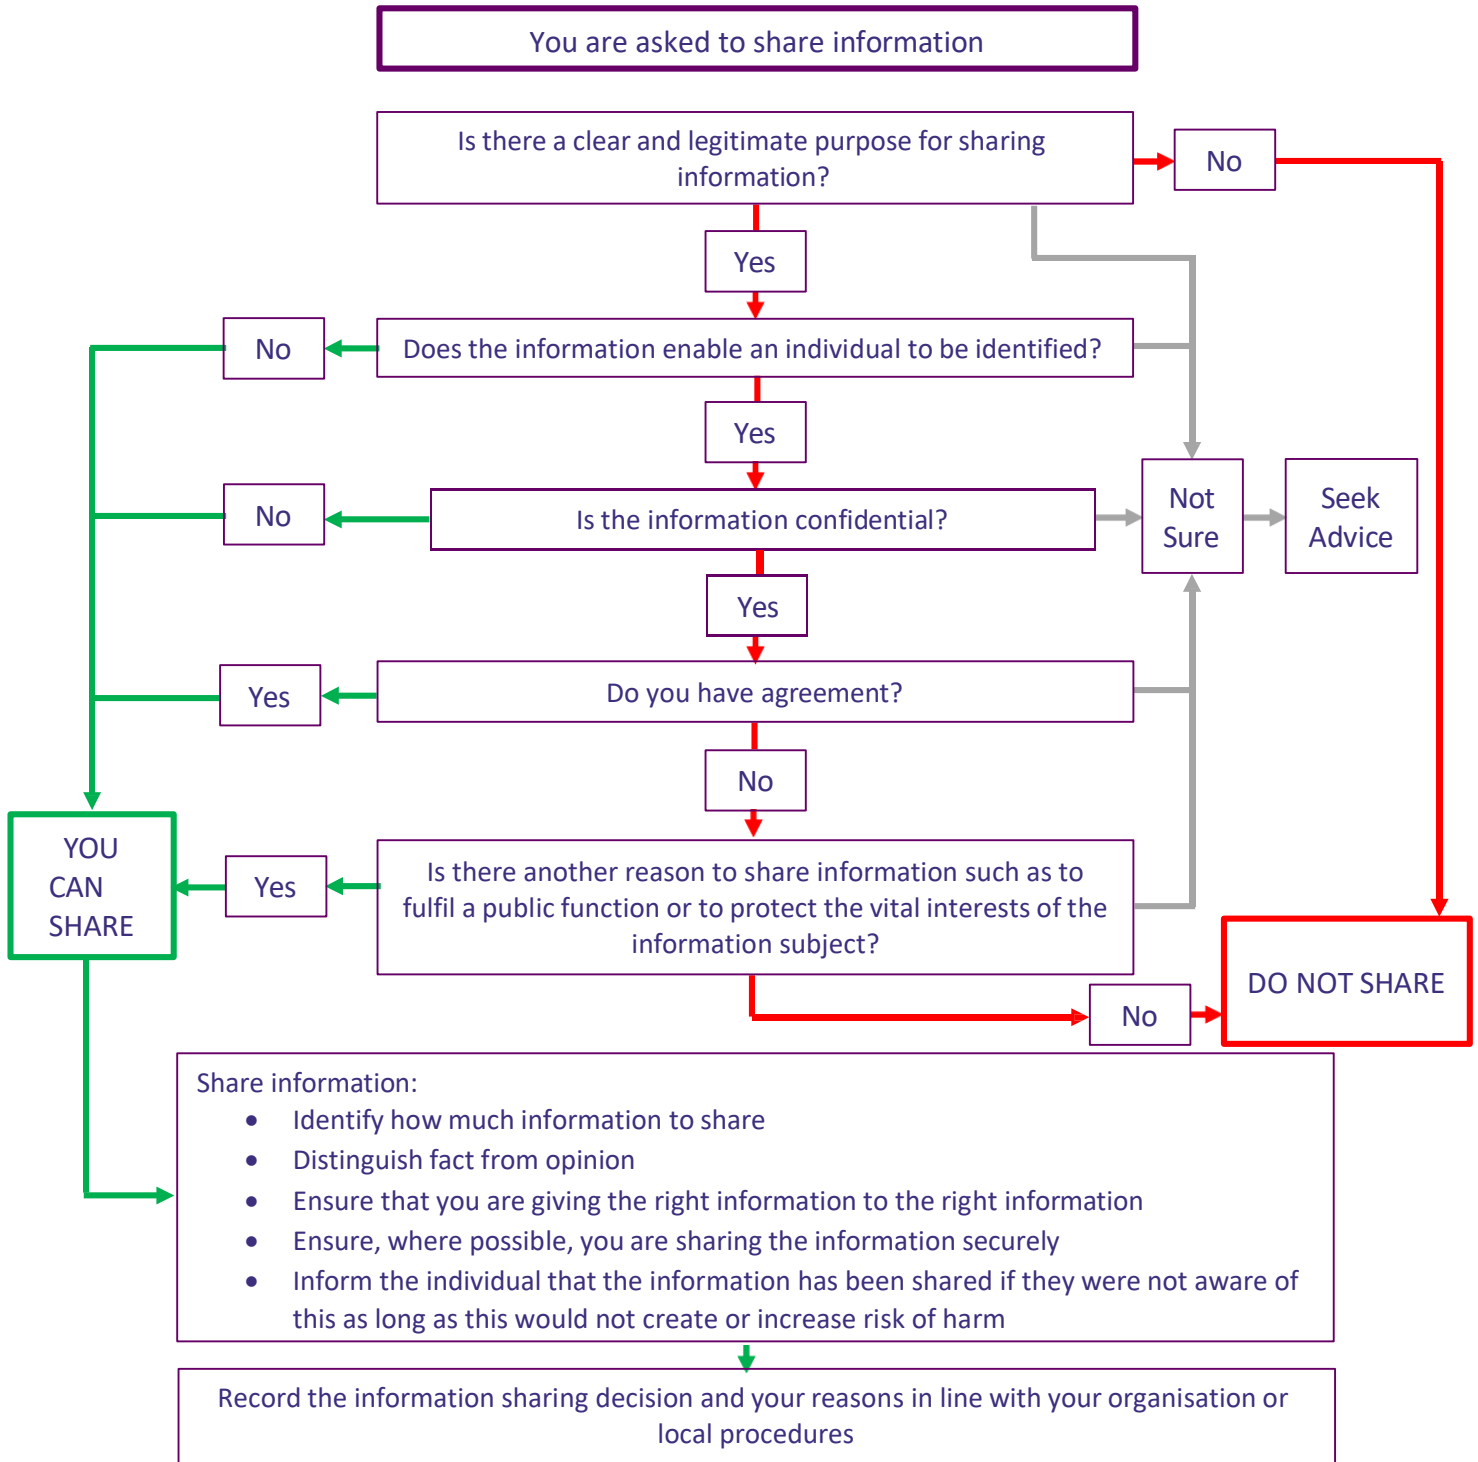 You are asked to share information
Is there a clear and legitimate purpose for sharing
information?
No
Yes
No
Does the information enable an individual to be identified?
Yes
No
Is the information confidential?
Not
Sure
Seek
Advice
Yes
Yes
Do you have agreement?
No
YOU
CAN
SHARE
Yes
Is there another reason to share information such as to
fulfil a public function or to protect the vital interests of the
information subject?
DO NOT SHARE
No
Share information:
• Identify how much information to share
• Distinguish fact from opinion
• Ensure that you are giving the right information to the right information
• Ensure, where possible, you are sharing the information securely
• Inform the individual that the information has been shared if they were not aware of
this as long as this would not create or increase risk of harm
Record the information sharing decision and your reasons in line with your organisation or
local procedures